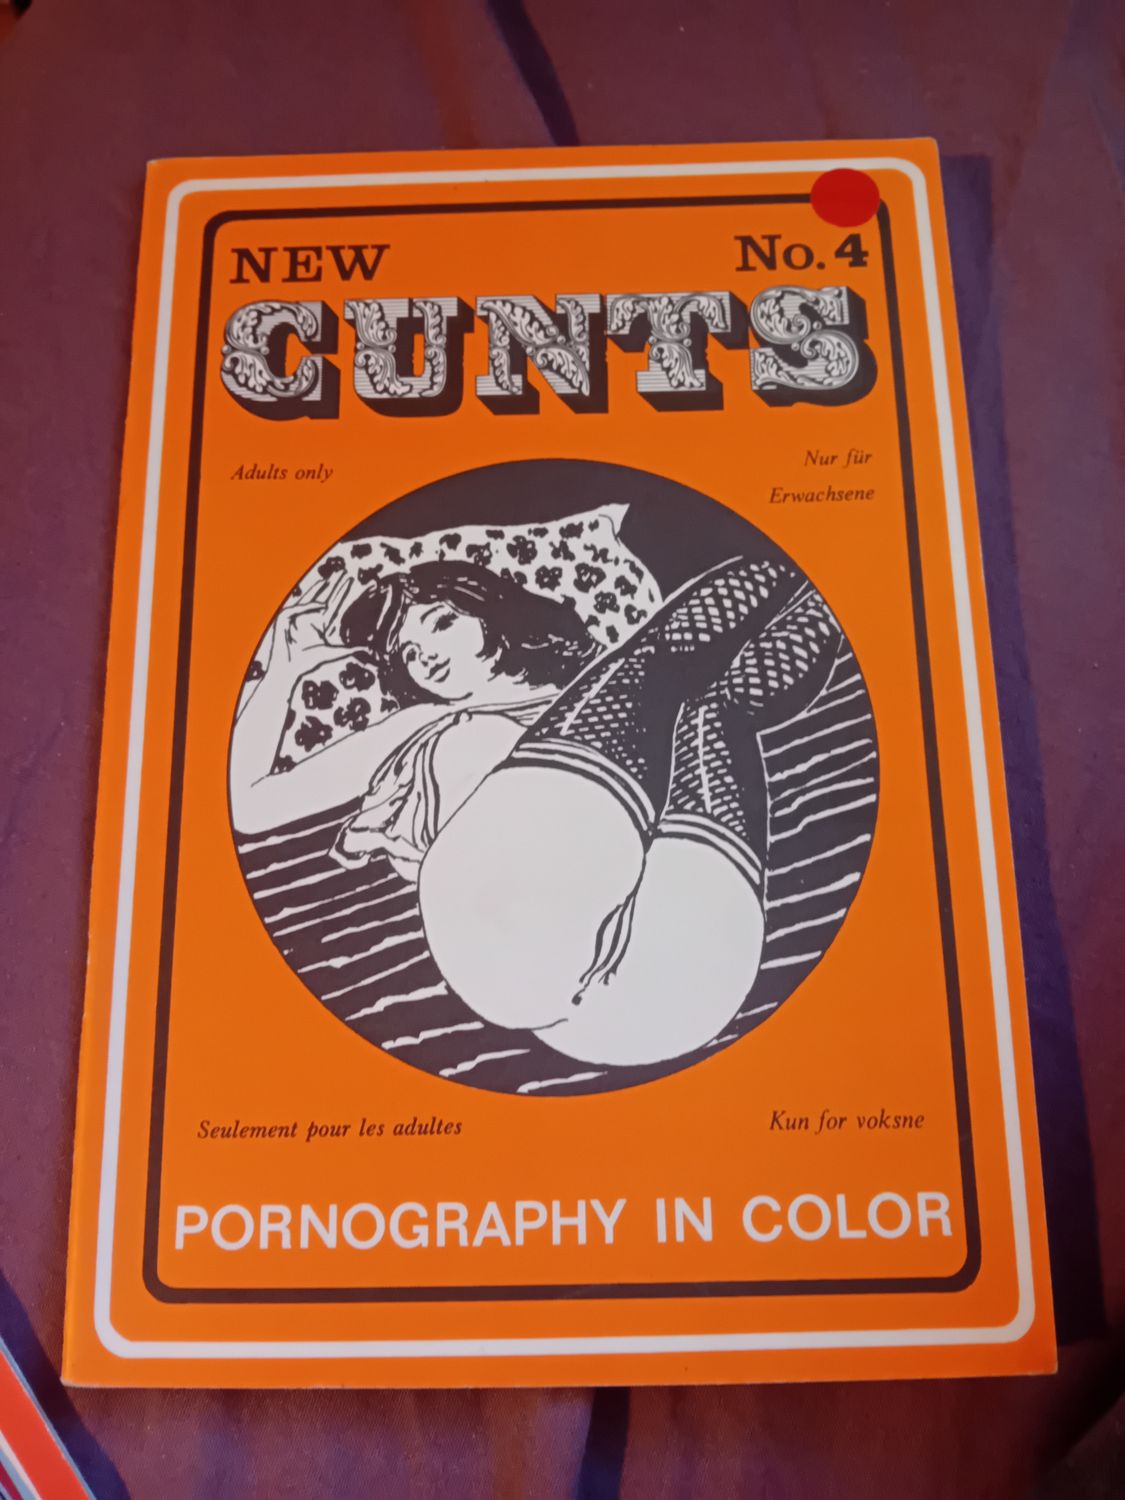 NEW No. 4
CUNTS
Adults only
Nur für
Erwachsene
Seulement pour les adultes
Kun for voksne
PORNOGRAPHY IN COLOR